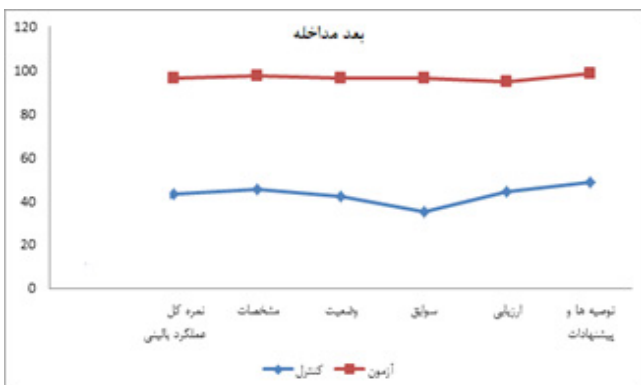 بعد مداخله
120
100
80
60
40
20
0
نمره کل
عملکرد بالینی
مشخصات
وضعیت
سوابق
ارزیابی
توصیه ها و
پیشنهادات
کنترل
آزمون